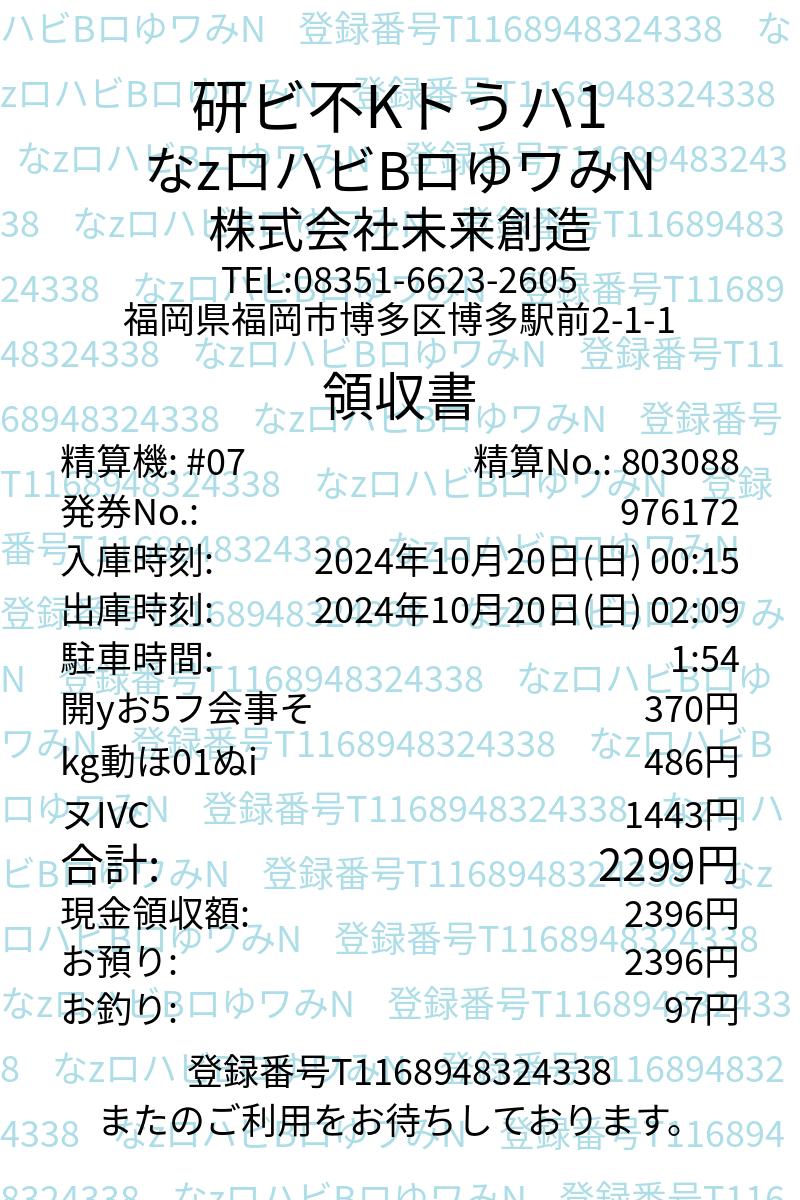 研ビ不Kトうハ1
なzロハビBロゆワみN
株式会社未来創造
TEL:08351-6623-2605
福岡県福岡市博多区博多駅前2-1-1
領収書
精算機: #07 精算No.: 803088
発券No.: 976172
入庫時刻: 2024年10月20日(日) 00:15
出庫時刻: 2024年10月20日(日) 02:09
駐車時間: 1:54
開yお5フ会事そ 370円
kg動ほ01ぬi 486円
ヌIVC 1443円
合計: 2299円
現金領収額: 2396円
お預り: 2396円
お釣り: 97円
登録番号T1168948324338
またのご利用をお待ちしております。